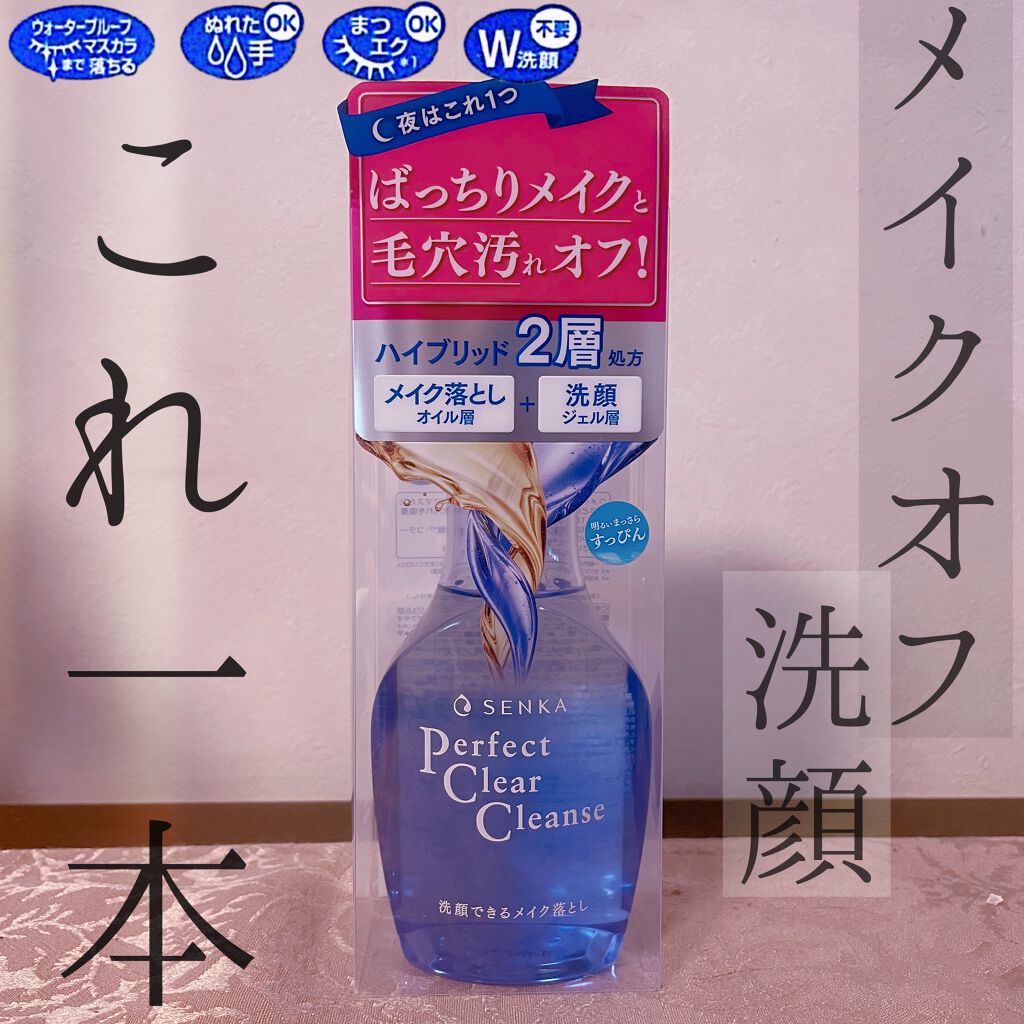 ウォータープルーフ
マスカラ
まで落ちる
ぬれた OK
手
まつ OK
エク*)
不要
W洗顔
メイクオフ
洗顔
これ一本
夜はこれ1つ
ばっちりメイクと
毛穴汚れオフ!
ハイブリッド2層処方
メイク落とし
オイル層
+
洗顔
ジェル層
明るいまっさら
すっぴん
SENKA
Perfect
Clear
Cleanse
洗顔できるメイク落とし